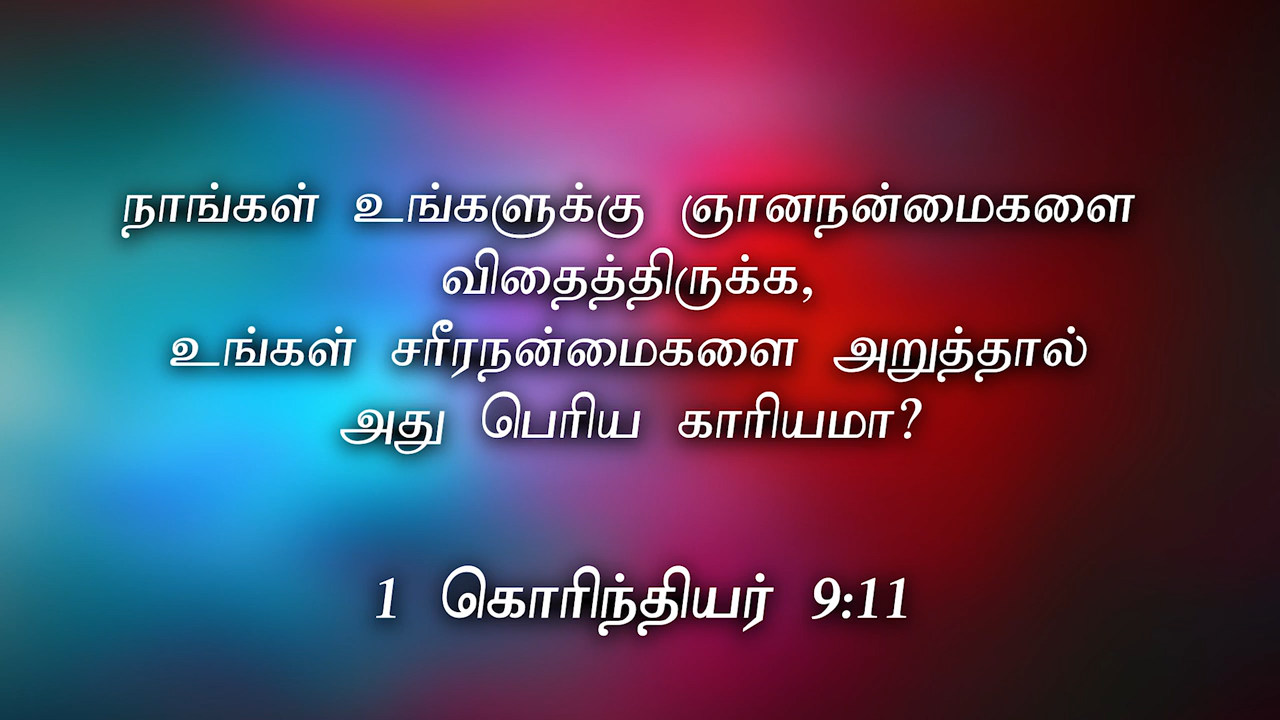 நாங்கள் உங்களுக்கு ஞானநன்மைகளை
விதைத்திருக்க,
உங்கள் சரீரநன்மைகளை அறுத்தால்
அது பெரிய காரியமா?
1 கொரிந்தியர் 9:11